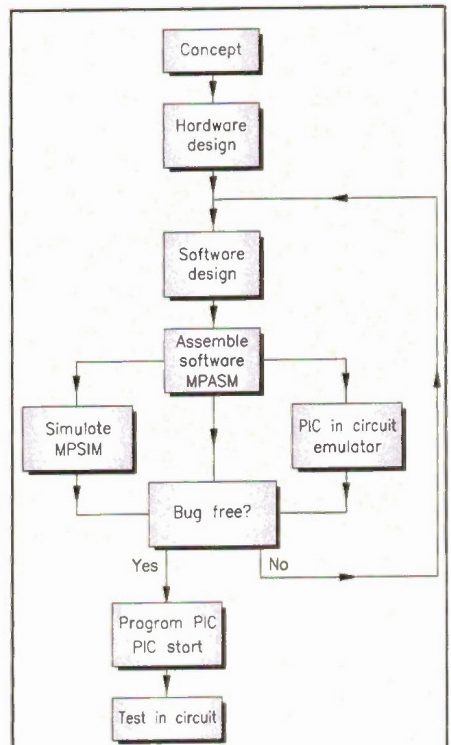 Concept
Hardware
design
Software
design
Assemble
software
MPASM
Simulate
MPSIM
PIC in circuit
emulator
Bug free?
Yes
No
Program PIC
PIC start
Test in circuit